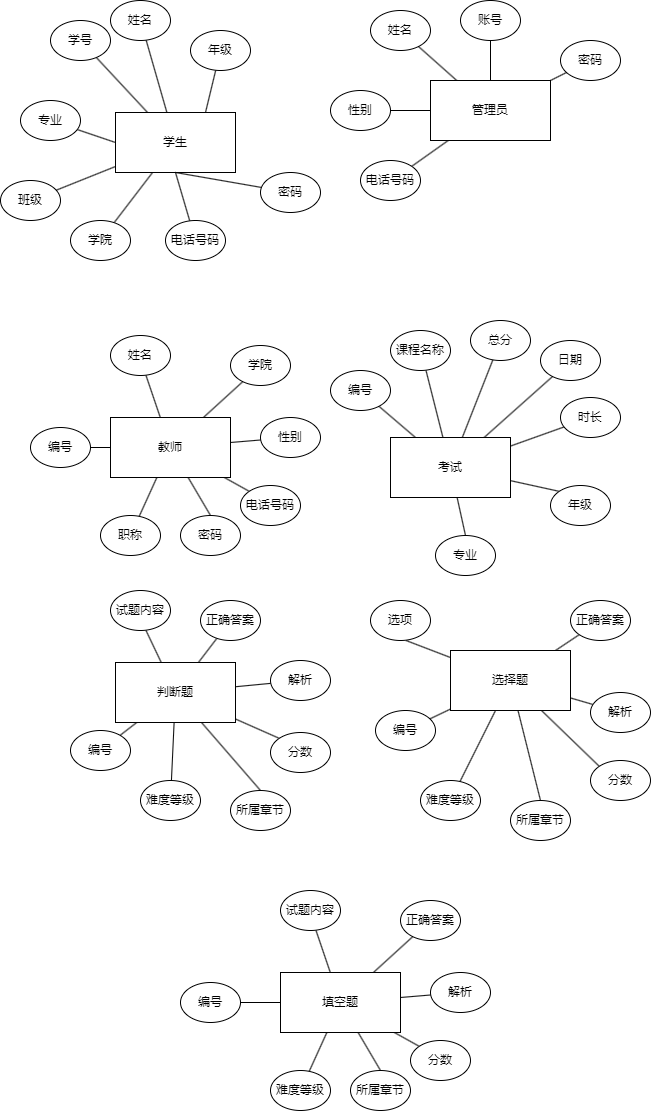 姓名
学号
年级
专业
学生
班级
密码
学院
电话号码
账号
姓名
密码
性别
管理员
电话号码
姓名
学院
性别
编号
教师
电话号码
职称
密码
总分
课程名称
日期
编号
时长
考试
年级
专业
试题内容
正确答案
解析
判断题
编号
分数
难度等级
所属章节
选项
正确答案
选择题
解析
编号
分数
难度等级
所属章节
试题内容
正确答案
解析
编号
填空题
分数
难度等级
所属章节